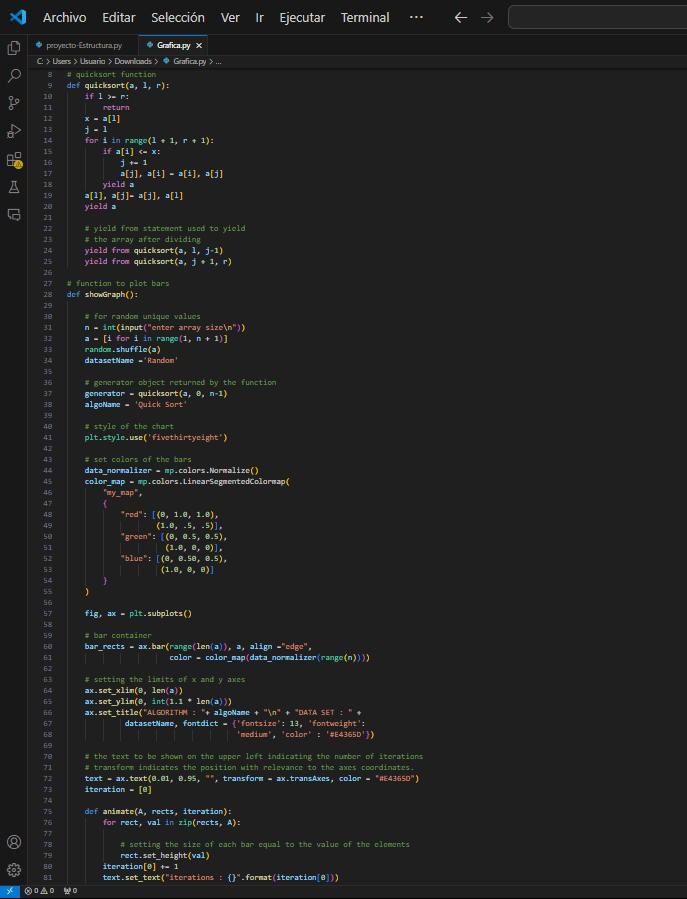 Archivo Editar Selección Ver Ir Ejecutar Terminal ···
proyecto-Estructura.py Grafica.py
C: > Users > Usuario > Downloads > Grafica.py > ...
8 # quicksort function
9 def quicksort(a, l, r):
10 if l >= r:
11 return
12 x = a[l]
13 j = l
14 for i in range(l + 1, r + 1):
15 if a[i] <= x:
16 j += 1
17 a[j], a[i] = a[i], a[j]
18 yield a
19 a[l], a[j]= a[j], a[l]
20 yield a
21
22 # yield from statement used to yield
23 # the array after dividing
24 yield from quicksort(a, l, j-1)
25 yield from quicksort(a, j + 1, r)
26
27 # function to plot bars
28 def showGraph():
29
30 # for random unique values
31 n = int(input("enter array size\n"))
32 a = [i for i in range(1, n + 1)]
33 random.shuffle(a)
34 datasetName ='Random'
35
36 # generator object returned by the function
37 generator = quicksort(a, 0, n-1)
38 algoName = 'Quick Sort'
39
40 # style of the chart
41 plt.style.use('fivethirtyeight')
42
43 # set colors of the bars
44 data_normalizer = mp.colors.Normalize()
45 color_map = mp.colors.LinearSegmentedColormap(
46 "my_map",
47 {
48 "red": [(0, 1.0, 1.0),
49 (1.0, .5, .5)],
50 "green": [(0, 0.5, 0.5),
51 (1.0, 0, 0)],
52 "blue": [(0, 0.50, 0.5),
53 (1.0, 0, 0)]
54 }
55 )
56
57 fig, ax = plt.subplots()
58
59 # bar container
60 bar_rects = ax.bar(range(len(a)), a, align ="edge",
61 color = color_map(data_normalizer(range(n))))
62
63 # setting the limits of x and y axes
64 ax.set_xlim(0, len(a))
65 ax.set_ylim(0, int(1.1 * len(a)))
66 ax.set_title("ALGORITHM : "+ algoName + "\n" + "DATA SET : " +
67 datasetName, fontdict = {'fontsize': 13, 'fontweight':
68 'medium', 'color' : '#E4365D'})
69
70 # the text to be shown on the upper left indicating the number of iterations
71 # transform indicates the position with relevance to the axes coordinates.
72 text = ax.text(0.01, 0.95, "", transform = ax.transAxes, color = "#E4365D")
73 iteration = [0]
74
75 def animate(A, rects, iteration):
76 for rect, val in zip(rects, A):
77
78 # setting the size of each bar equal to the value of the elements
79 rect.set_height(val)
80 iteration[0] += 1
81 text.set_text("iterations : {}".format(iteration[0]))
0 0 0